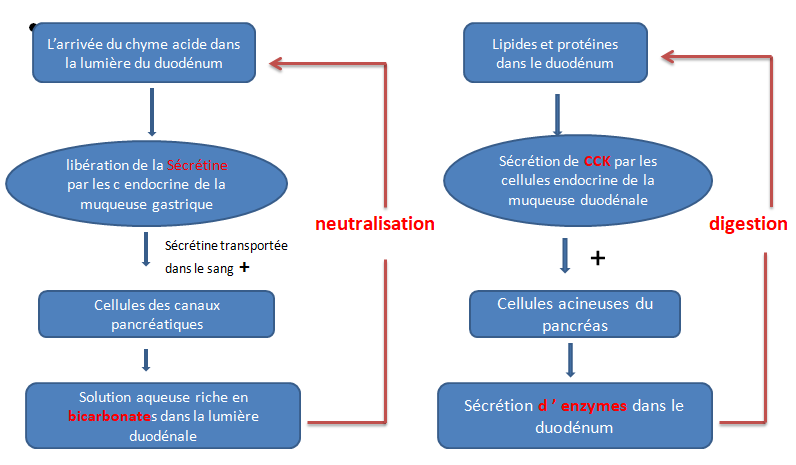 L'arrivée du chyme acide dans
la lumière du duodénum
libération de la Sécrétine
par les c endocrine de la
muqueuse gastrique
Sécrétine transportée
dans le sang +
Cellules des canaux
pancréatiques
Solution aqueuse riche en
bicarbonates dans la lumière
duodénale
neutralisation
Lipides et protéines
dans le duodénum
Sécrétion de CCK par les
cellules endocrine de la
muqueuse duodénale
+
Cellules acineuses du
pancréas
Sécrétion d ' enzymes dans le
duodénum
digestion